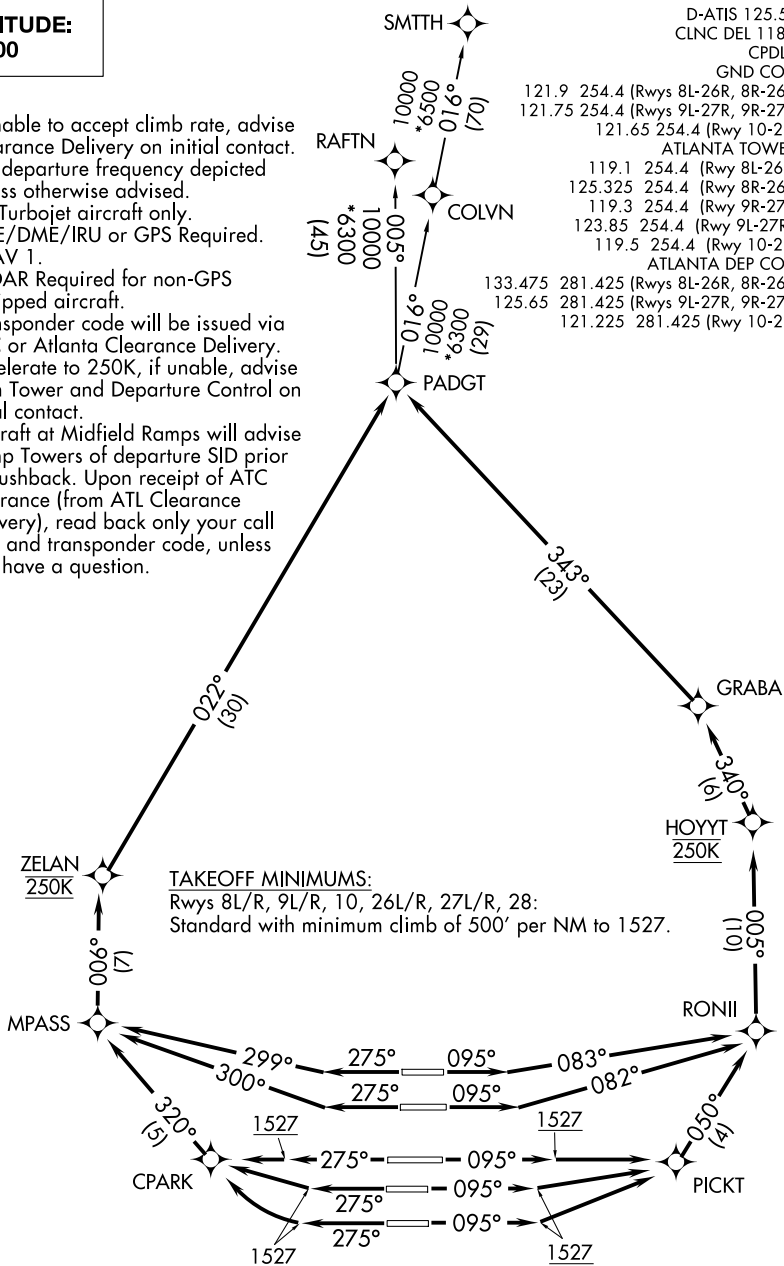 SMTTH
D-ATIS 125.5
CLNC DEL 118
CPDL
GND CO
121.9 254.4 (Rwys 8L-26R, 8R-26
121.75 254.4 (Rwys 9L-27R, 9R-27
121.65 254.4 (Rwy 10-2
ATLANTA TOWE
119.1 254.4 (Rwy 8L-26
125.325 254.4 (Rwy 8R-26
119.3 254.4 (Rwy 9R-27
123.85 254.4 (Rwy 9L-27R
119.5 254.4 (Rwy 10-2
ATLANTA DEP CO
133.475 281.425 (Rwys 8L-26R, 8R-26
125.65 281.425 (Rwys 9L-27R, 9R-27
121.225 281.425 (Rwy 10-2
ITUDE:
00
nable to accept climb rate, advise
arance Delivery on initial contact.
departure frequency depicted
ss otherwise advised.
Turbojet aircraft only.
E/DME/IRU or GPS Required.
AV 1.
DAR Required for non-GPS
ipped aircraft.
nsponder code will be issued via
C or Atlanta Clearance Delivery.
elerate to 250K, if unable, advise
n Tower and Departure Control on
al contact.
raft at Midfield Ramps will advise
mp Towers of departure SID prior
ushback. Upon receipt of ATC
rance (from ATL Clearance
very), read back only your call
and transponder code, unless
have a question.
10000
*6500
016°
(70)
RAFTN
COLVN
005°
10000
*6300
(45)
019°
10000
*6300
(29)
PADGT
343°
(23)
022°
(30)
GRABA
340°
(6)
HOYYT
250K
ZELAN
250K
TAKEOFF MINIMUMS:
Rwys 8L/R, 9L/R, 10, 26L/R, 27L/R, 28:
Standard with minimum climb of 500' per NM to 1527.
006°
(7)
005°
(10)
MPASS
RONII
299° 275° 095° 083°
300° 275° 095° 082°
320°
(5)
050°
(4)
1527
1527
275° 095°
CPARK
PICKT
275° 095°
275° 095°
1527
1527